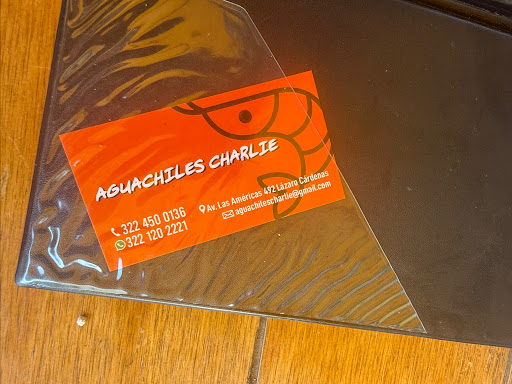 AGUACHILES CHARLIE
322 450 0136
322 120 2221
Av. Las Américas 492 Lázaro Cárdenas
aguachilescharlie@gmail.com